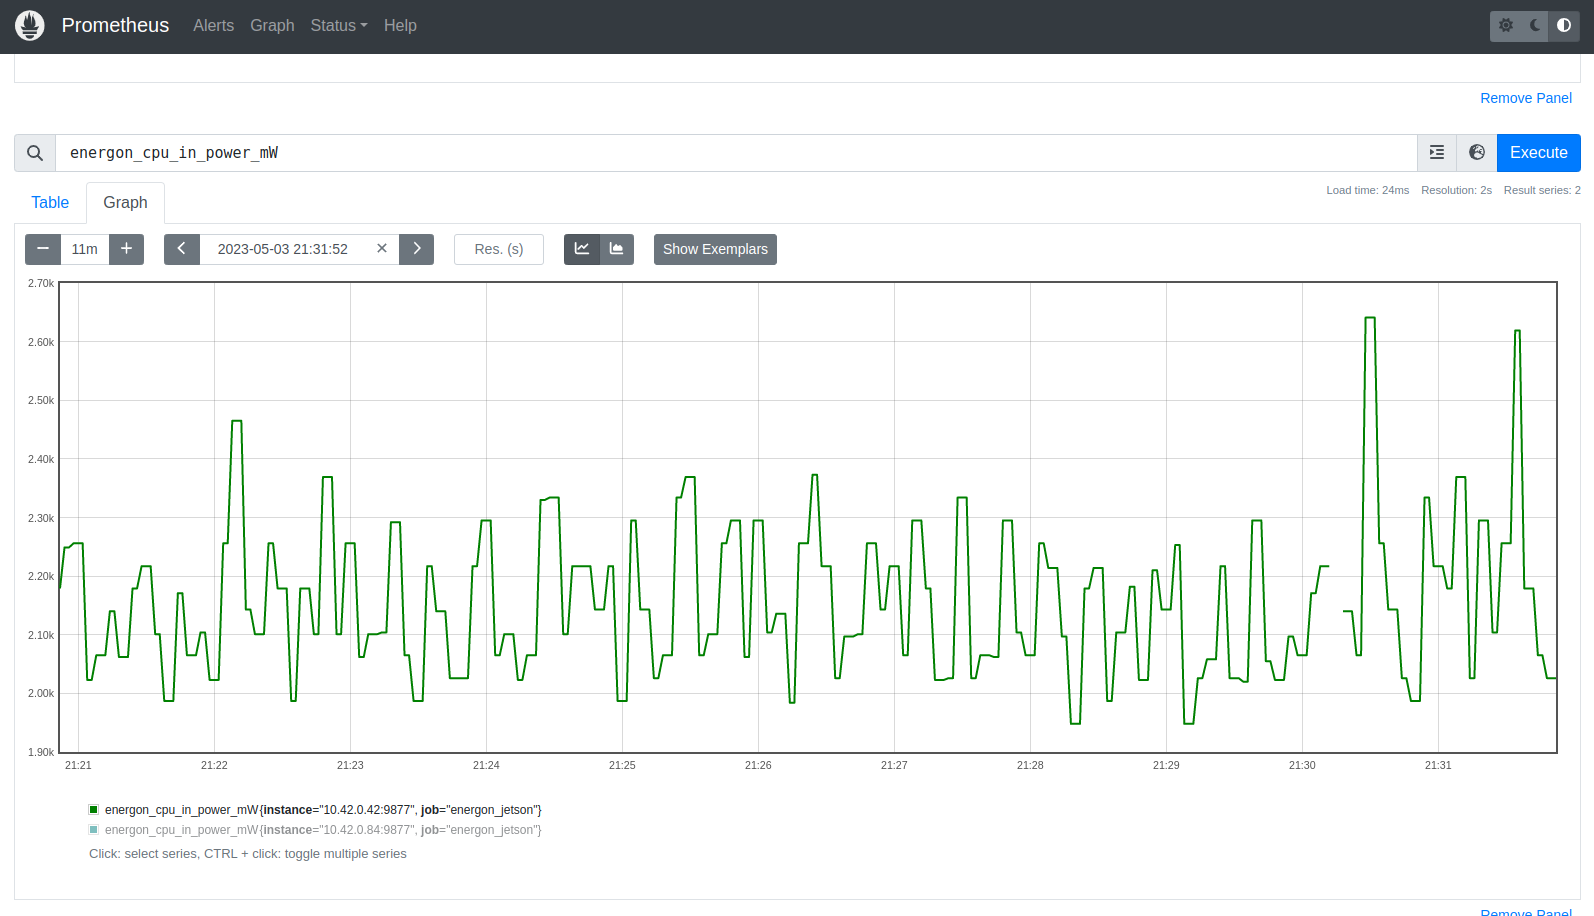 Prometheus Alerts Graph Status Help
Remove Panel
energon_cpu_in_power_mW Execute
Load time: 24ms Resolution: 2s Result series: 2
Table Graph
11m 2023-05-03 21:31:52 Res. (s) Show Exemplars
2.70k
2.60k
2.50k
2.40k
2.30k
2.20k
2.10k
2.00k
1.90k
21:21 21:22 21:23 21:24 21:25 21:26 21:27 21:28 21:29 21:30 21:31
energon_cpu_in_power_mW{instance="10.42.0.42:9877", job="energon_jetson"}
energon_cpu_in_power_mW{instance="10.42.0.84:9877", job="energon_jetson"}
Click: select series, CTRL + click: toggle multiple series
Remove Panel